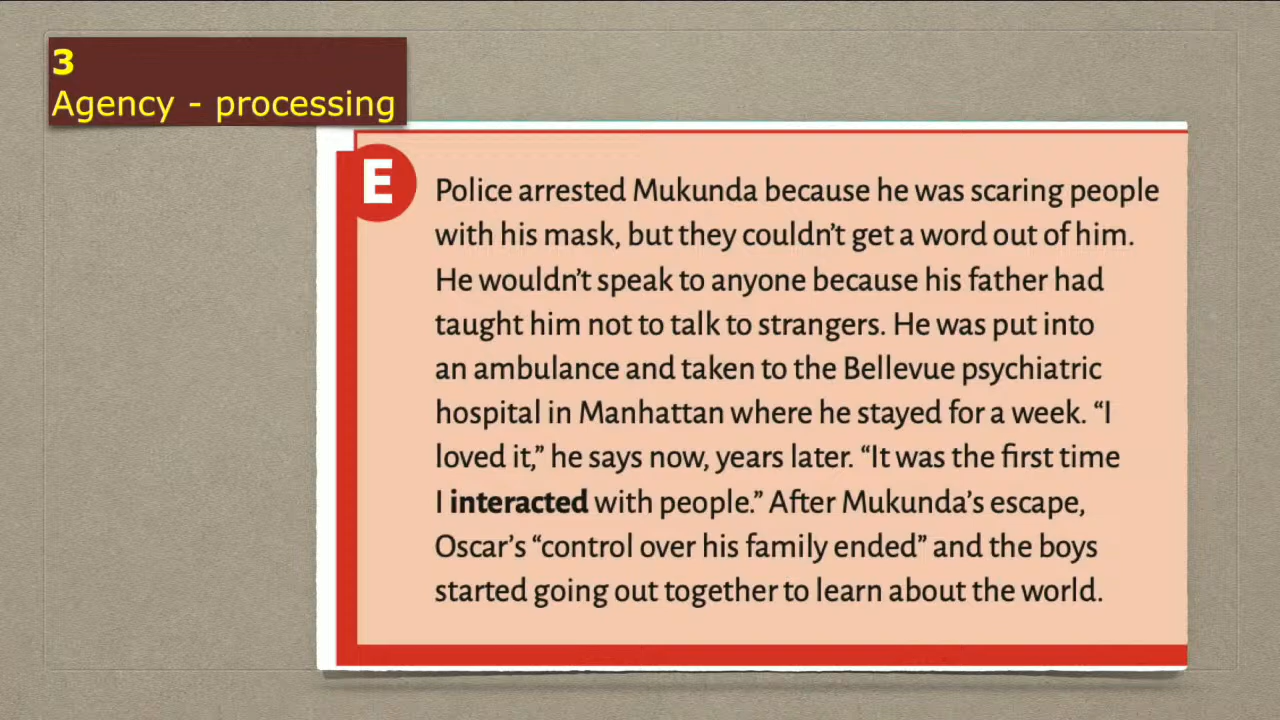 3
Agency - processing
E
Police arrested Mukunda because he was scaring people
with his mask, but they couldn’t get a word out of him.
He wouldn’t speak to anyone because his father had
taught him not to talk to strangers. He was put into
an ambulance and taken to the Bellevue psychiatric
hospital in Manhattan where he stayed for a week. “I
loved it,” he says now, years later. “It was the first time
I interacted with people.” After Mukunda’s escape,
Oscar’s “control over his family ended” and the boys
started going out together to learn about the world.